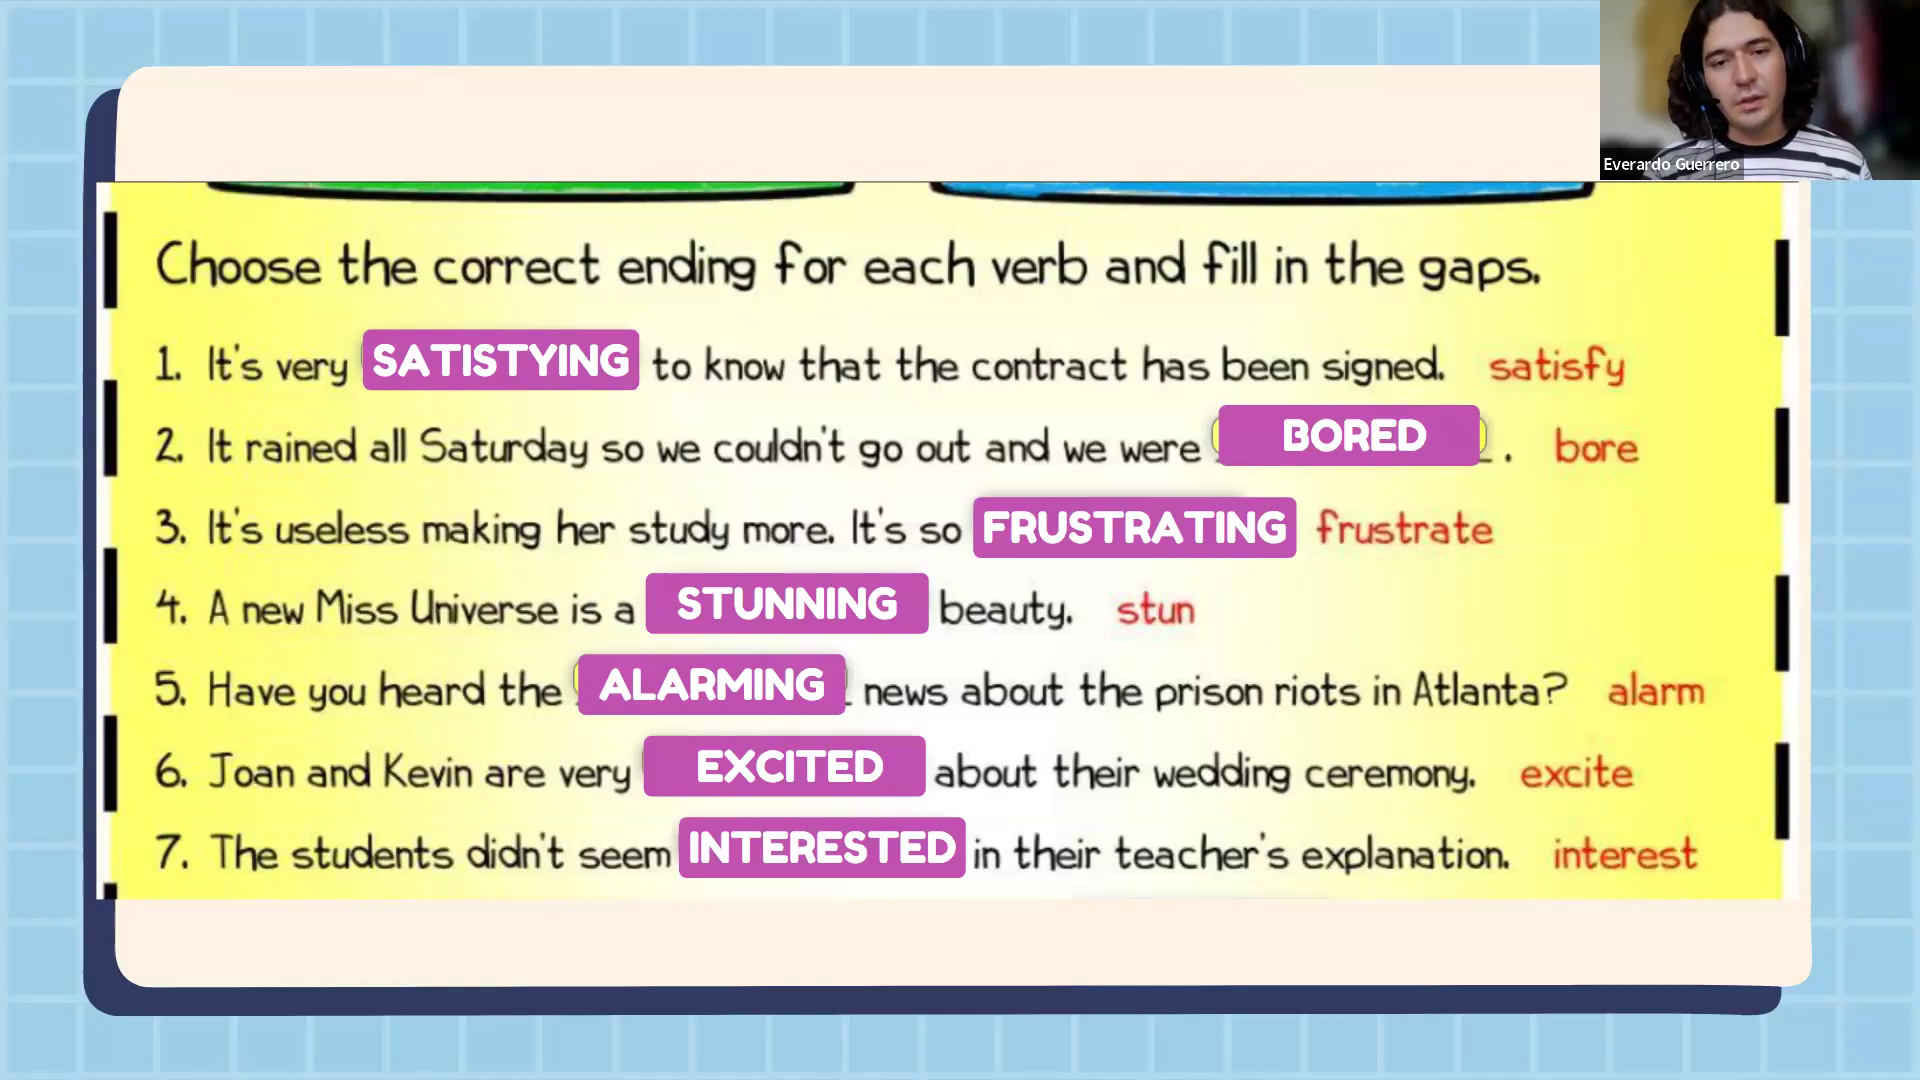 Everardo Guerrero
Choose the correct ending for each verb and fill in the gaps.
1. It's very SATISTYING to know that the contract has been signed. satisfy
2. It rained all Saturday so we couldn't go out and we were BORED . bore
3. It's useless making her study more. It's so FRUSTRATING frustrate
4. A new Miss Universe is a STUNNING beauty. stun
5. Have you heard the ALARMING news about the prison riots in Atlanta? alarm
6. Joan and Kevin are very EXCITED about their wedding ceremony. excite
7. The students didn't seem INTERESTED in their teacher's explanation. interest